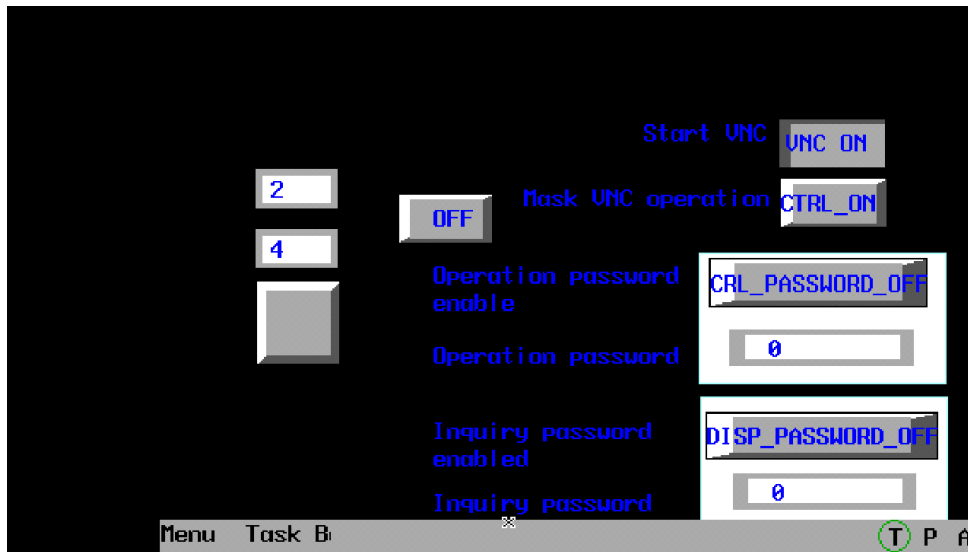 Start VNC
VNC ON
2
Mask VNC operation
CTRL_ON
OFF
4
Operation password
enable
CRL_PASSWORD_OFF
Operation password
0
Inquiry password
enabled
DISP_PASSWORD_OFF
Inquiry password
0
Menu Task
T P